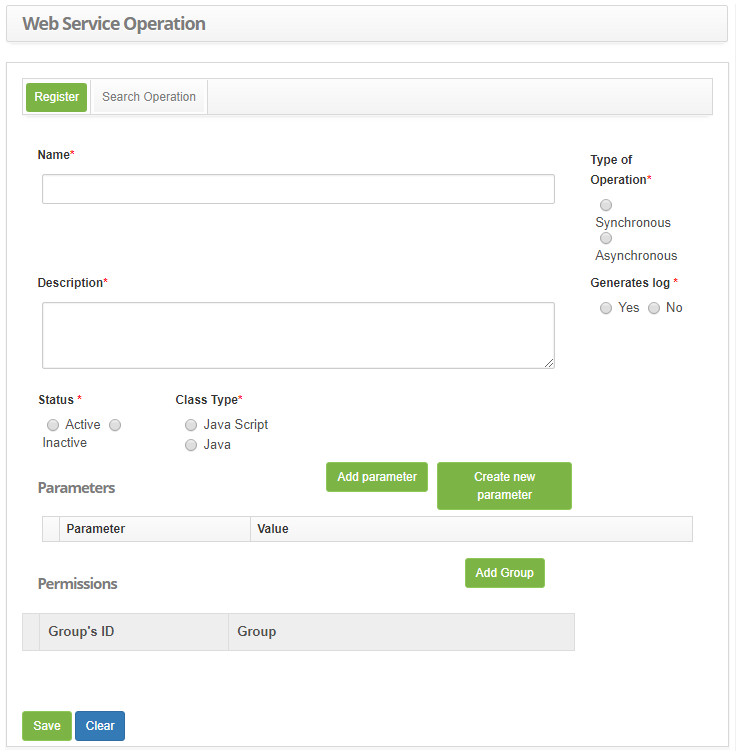 Web Service Operation
Register
Search Operation
Name*
Type of
Operation*
Synchronous
Asynchronous
Description*
Generates log *
Yes
No
Status *
Class Type*
Active
Inactive
Java Script
Java
Parameters
Add parameter
Create new
parameter
Parameter
Value
Permissions
Add Group
Group's ID
Group
Save
Clear